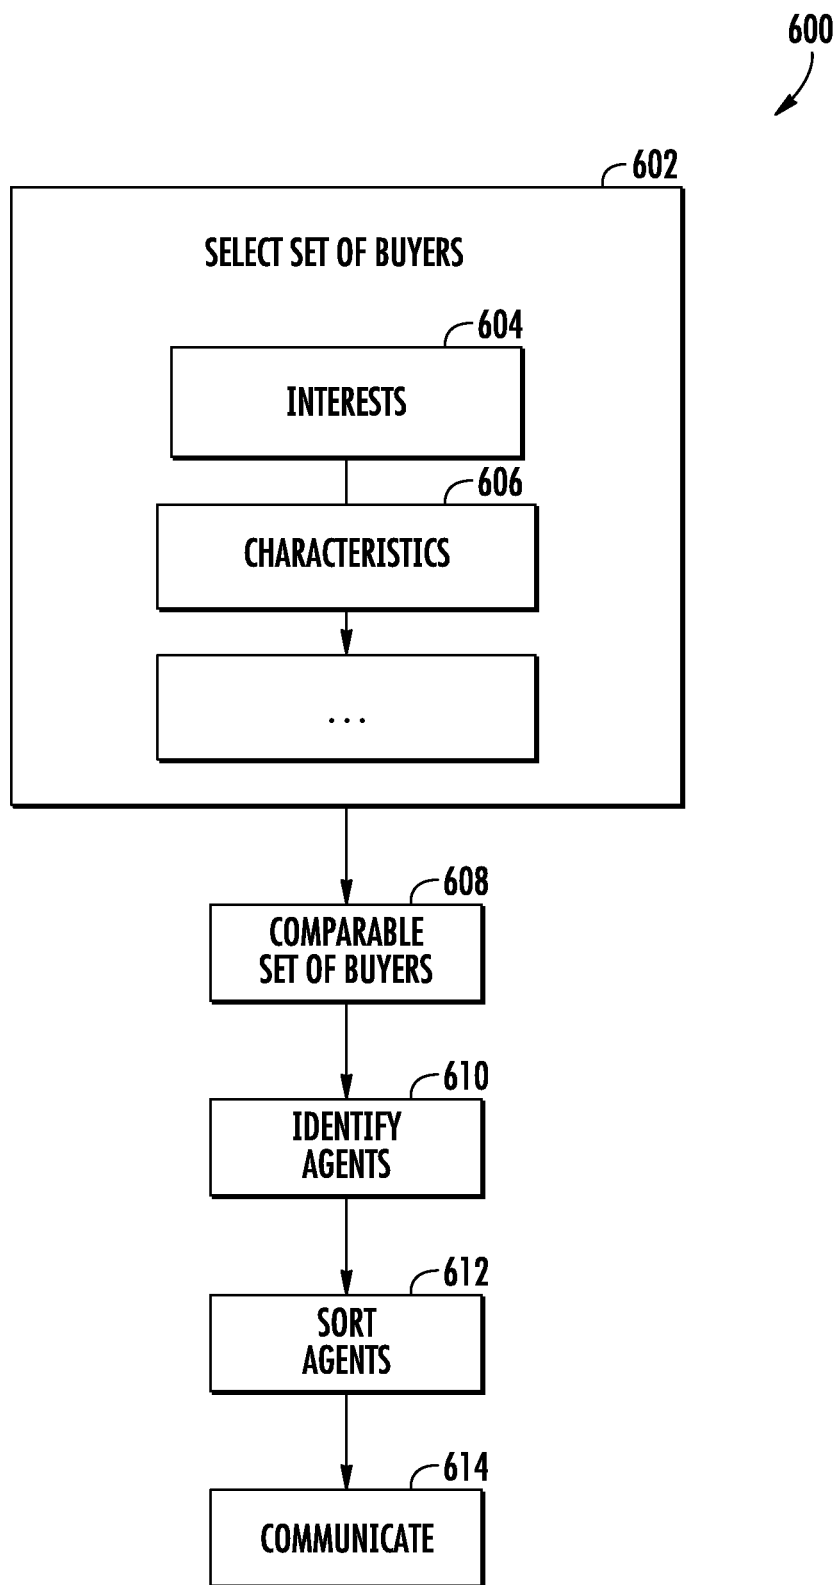 600
602
SELECT SET OF BUYERS
604
INTERESTS
606
CHARACTERISTICS
...
608
COMPARABLE
SET OF BUYERS
610
IDENTIFY
AGENTS
612
SORT
AGENTS
614
COMMUNICATE